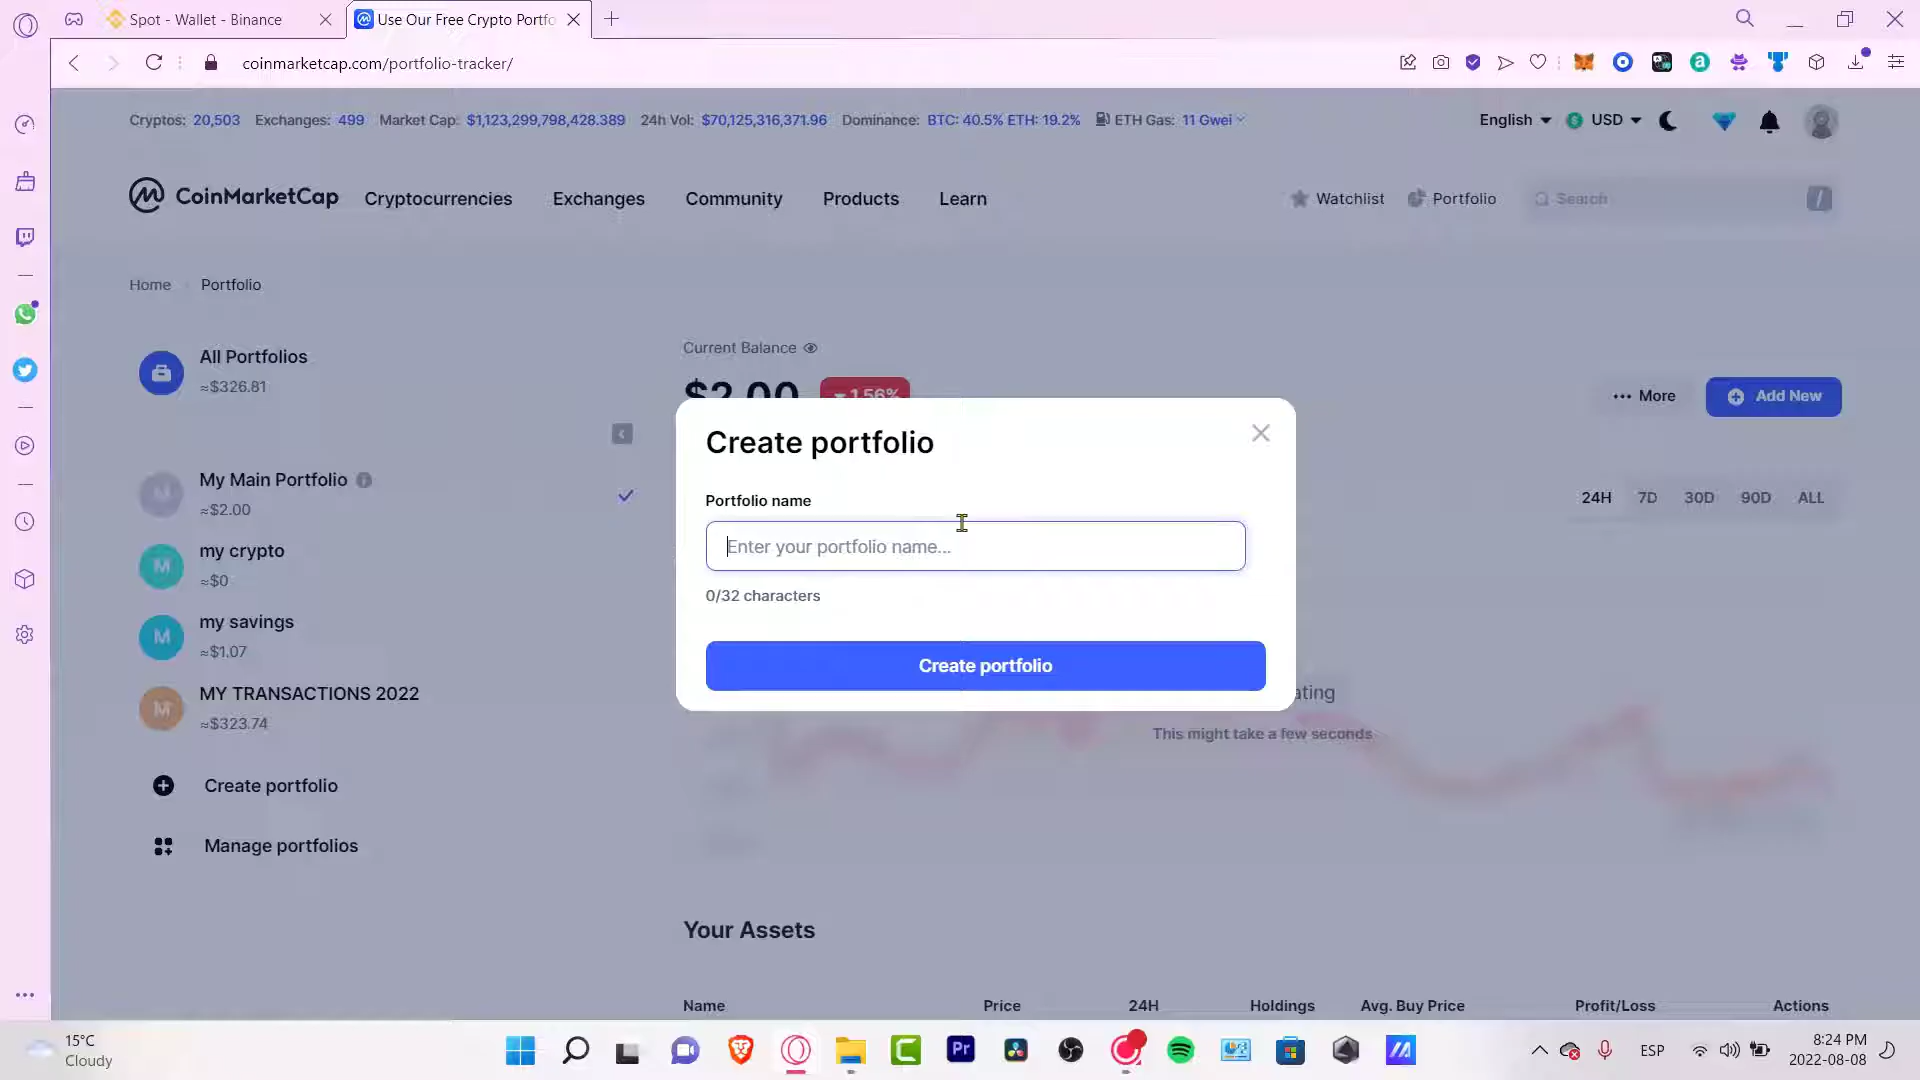 Spot - Wallet - Binance
Use Our Free Crypto Portfo
coinmarketcap.com/portfolio-tracker/
Cryptos: 20,503 Exchanges: 499 Market Cap: $1,123,299,798,428.389 24h Vol: $70,125,316,371.96 Dominance: BTC: 40.5% ETH: 19.2% ETH Gas: 11 Gwei
English
USD
CoinMarketCap
Cryptocurrencies
Exchanges
Community
Products
Learn
Watchlist
Portfolio
Search
/
Home
Portfolio
All Portfolios
≈$326.81
My Main Portfolio
≈$2.00
my crypto
≈$0
my savings
≈$1.07
MY TRANSACTIONS 2022
≈$323.74
Create portfolio
Manage portfolios
Current Balance
$2.00
1.56%
More
Add New
24H 7D 30D 90D ALL
Create portfolio
Portfolio name
Enter your portfolio name...
0/32 characters
Create portfolio
ating
This might take a few seconds
Your Assets
Name Price 24H Holdings Avg. Buy Price Profit/Loss Actions
15°C
Cloudy
ESP
8:24 PM
2022-08-08